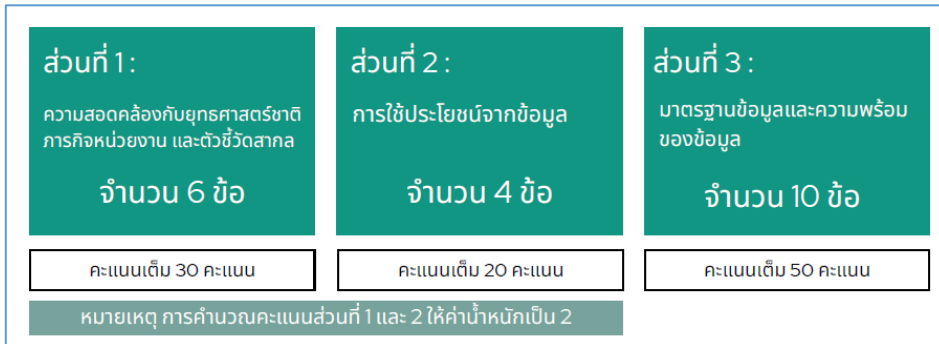 ส่วนที่ 1 :
ความสอดคล้องกับยุทธศาสตร์ชาติ
ภารกิจหน่วยงาน และตัวชี้วัดสากล
จำนวน 6 ข้อ
คะแนนเต็ม 30 คะแนน
ส่วนที่ 2 :
การใช้ประโยชน์จากข้อมูล
จำนวน 4 ข้อ
คะแนนเต็ม 20 คะแนน
ส่วนที่ 3 :
มาตรฐานข้อมูลและความพร้อม
ของข้อมูล
จำนวน 10 ข้อ
คะแนนเต็ม 50 คะแนน
หมายเหตุ การคำนวณคะแนนส่วนที่ 1 และ 2 ให้ค่าน้ำหนักเป็น 2